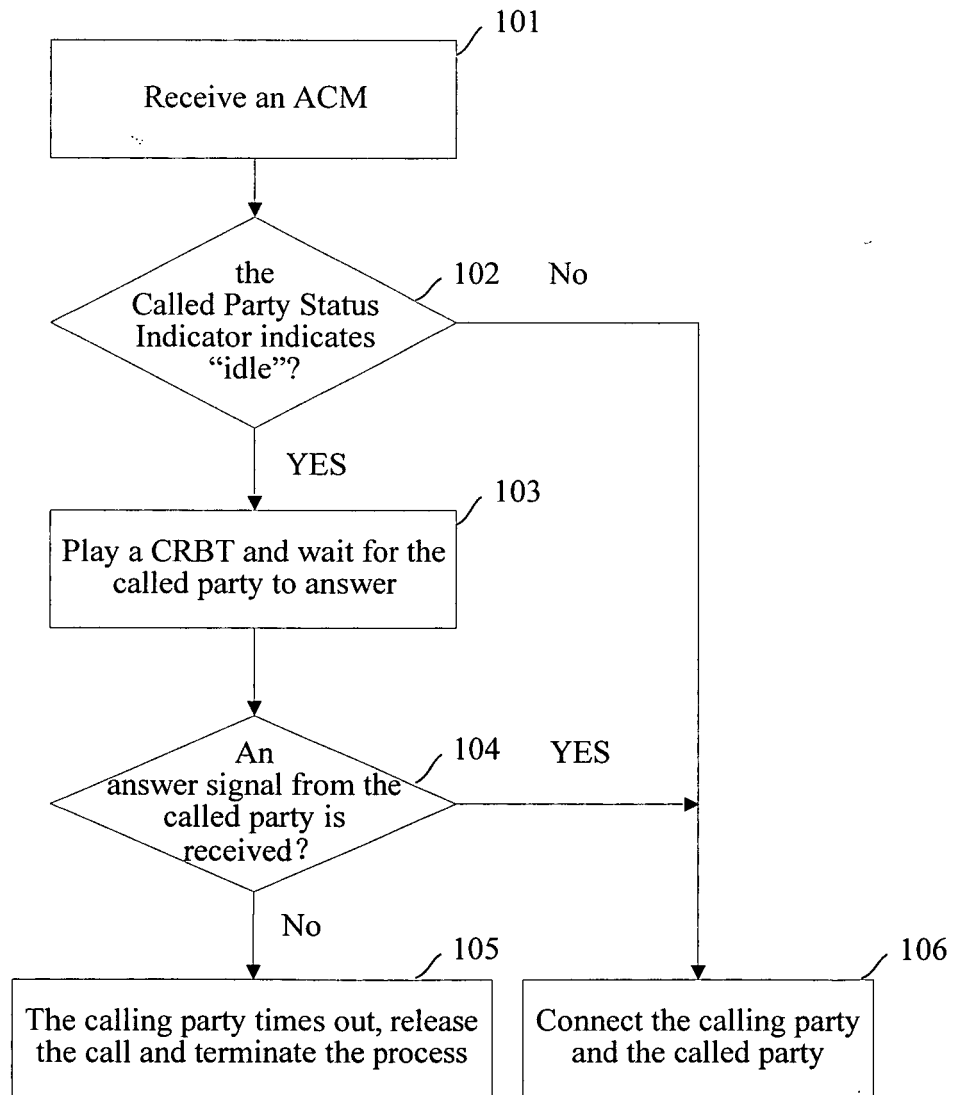 101
Receive an ACM
102
No
the
Called Party Status
Indicator indicates
“idle”?
YES
103
Play a CRBT and wait for the
called party to answer
104
YES
An
answer signal from the
called party is
received?
No
105
106
The calling party times out, release
the call and terminate the process
Connect the calling party
and the called party